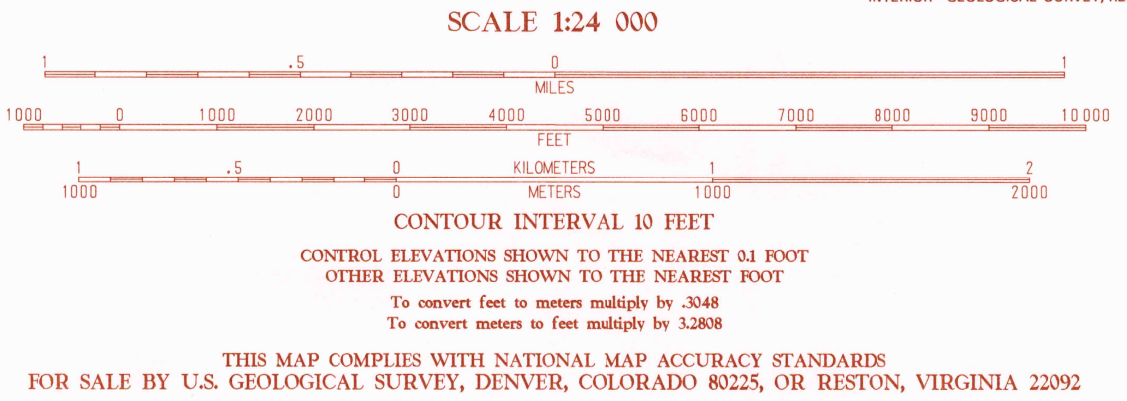 INTERIOR—GEOLOGICAL SURVEY,
SCALE 1:24 000
1 .5 0 1
MILES
1000 0 1000 2000 3000 4000 5000 6000 7000 8000 9000 10 000
FEET
1 .5 0 KILOMETERS 1 2
1000 0 METERS 1000 2000
CONTOUR INTERVAL 10 FEET
CONTROL ELEVATIONS SHOWN TO THE NEAREST 0.1 FOOT
OTHER ELEVATIONS SHOWN TO THE NEAREST FOOT
To convert feet to meters multiply by .3048
To convert meters to feet multiply by 3.2808
THIS MAP COMPLIES WITH NATIONAL MAP ACCURACY STANDARDS
FOR SALE BY U.S. GEOLOGICAL SURVEY, DENVER, COLORADO 80225, OR RESTON, VIRGINIA 22092